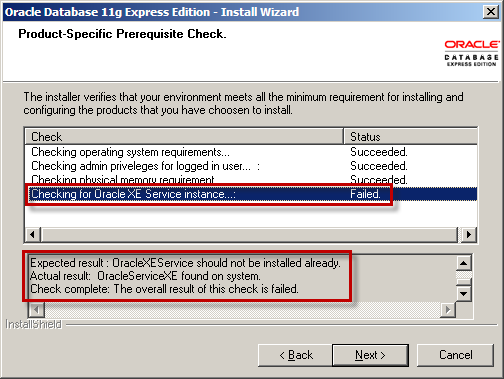 Oracle Database 11g Express Edition - Install Wizard
Product-Specific Prerequisite Check.
ORACLE
DATABASE
EXPRESS EDITION
The installer verifies that your environment meets all the minimum requirement for installing and
configuring the products that you have choosen to install.
Check Status
Checking operating system requirements... Succeeded.
Checking admin priveleges for logged in user... : Succeeded.
Checking physical memory requirement Succeeded.
Checking for Oracle XE Service instance...: Failed.
Expected result : OracleXEService should not be installed already.
Actual result: OracleServiceXE found on system.
Check complete: The overall result of this check is failed.
InstallShield
< Back Next > Cancel